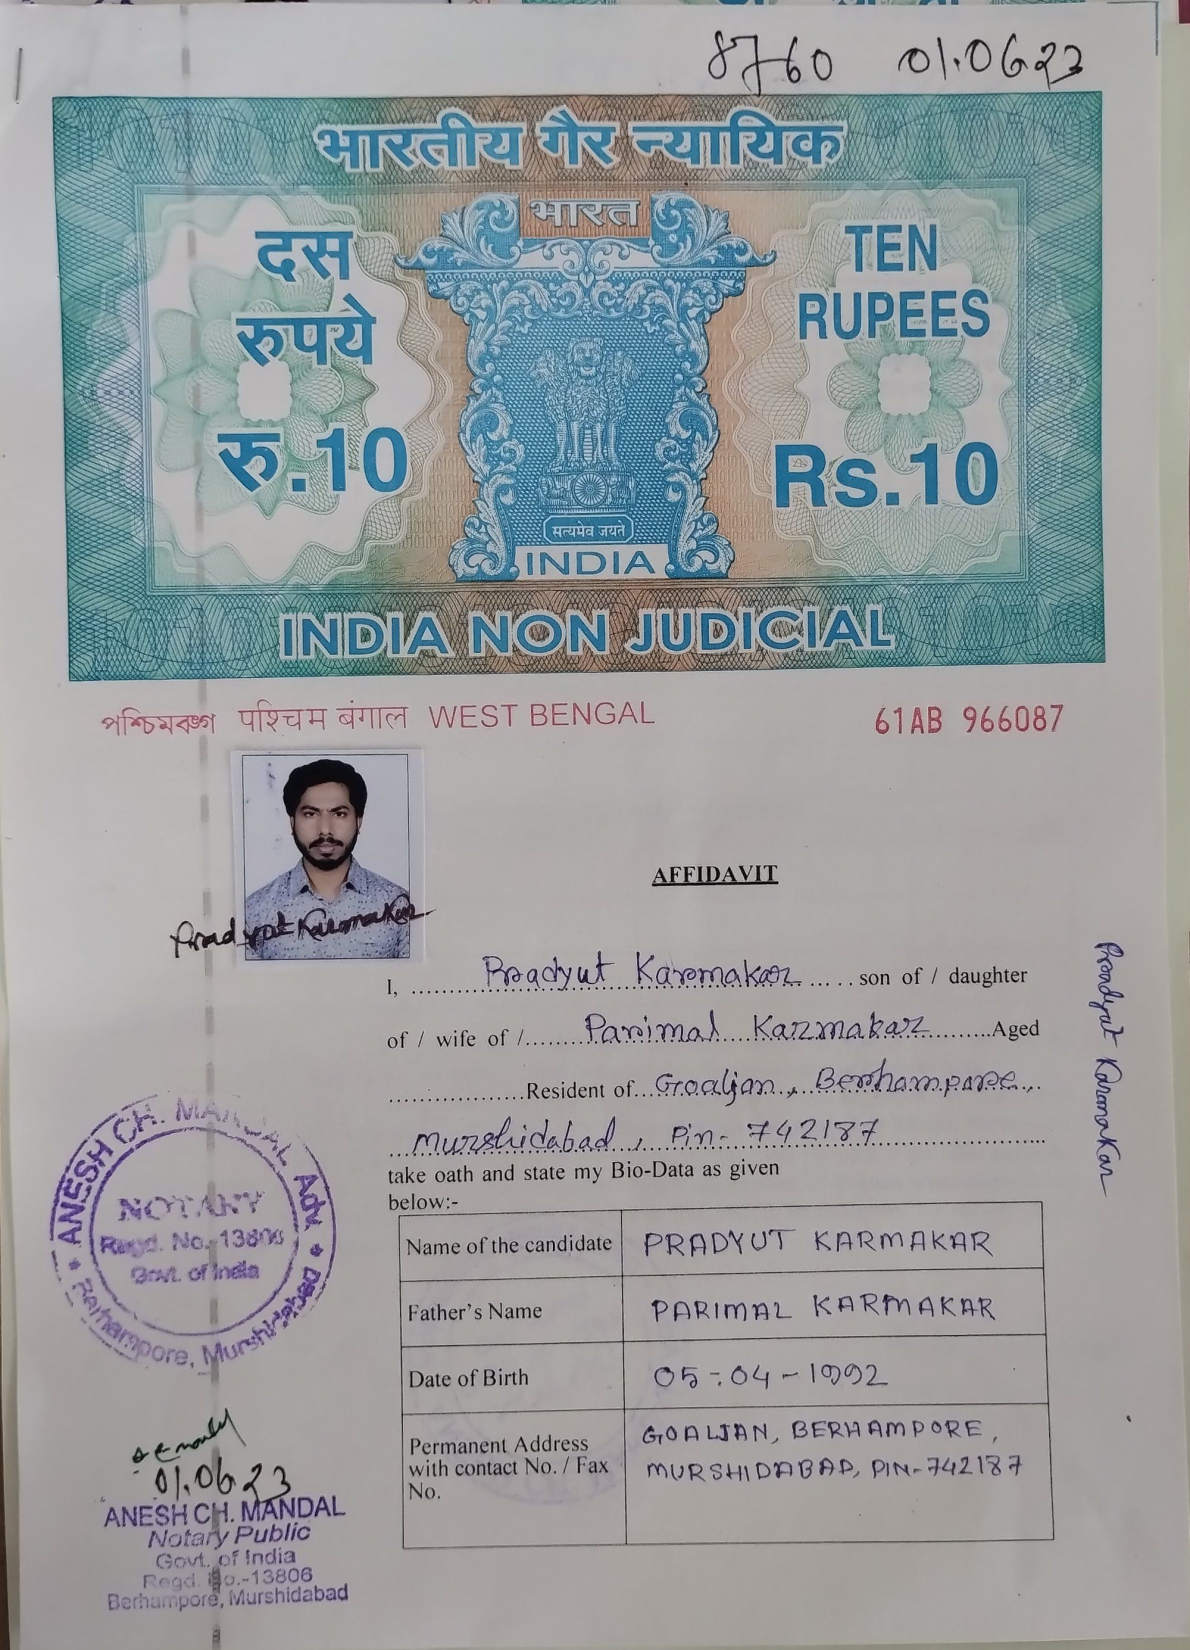 8760 01.06.23
भारतीय गैर न्यायिक
भारत
दस
रुपये
रु.10
TEN
RUPEES
Rs.10
सत्यमेव जयते
INDIA
INDIA NON JUDICIAL
পশ্চিমবঙ্গ पश्चिम बंगाल WEST BENGAL 61AB 966087
Pradyut Karmakar
AFFIDAVIT
I, ......Pradyut Karmakar..... son of / daughter
of / wife of /......Parimal Karmakar......Aged
..................Resident of...Goaljan, Berhampore,..
...Murshidabad, Pin- 742187......................
take oath and state my Bio-Data as given
below:-
Name of the candidate PRADYUT KARMAKAR
Father's Name PARIMAL KARMAKAR
Date of Birth 05-04-1992
Permanent Address
with contact No. / Fax
No.
GOALJAN, BERHAMPORE,
MURSHIDABAD, PIN-742187
Pradyut Karmakar
ANESH CH. MANDAL Adv.
NOTARY
Regd. No.-13806
Govt. of India
Berhampore, Murshidabad
01.06.23
ANESH CH. MANDAL
Notary Public
Govt. of India
Regd. No.-13806
Berhampore, Murshidabad